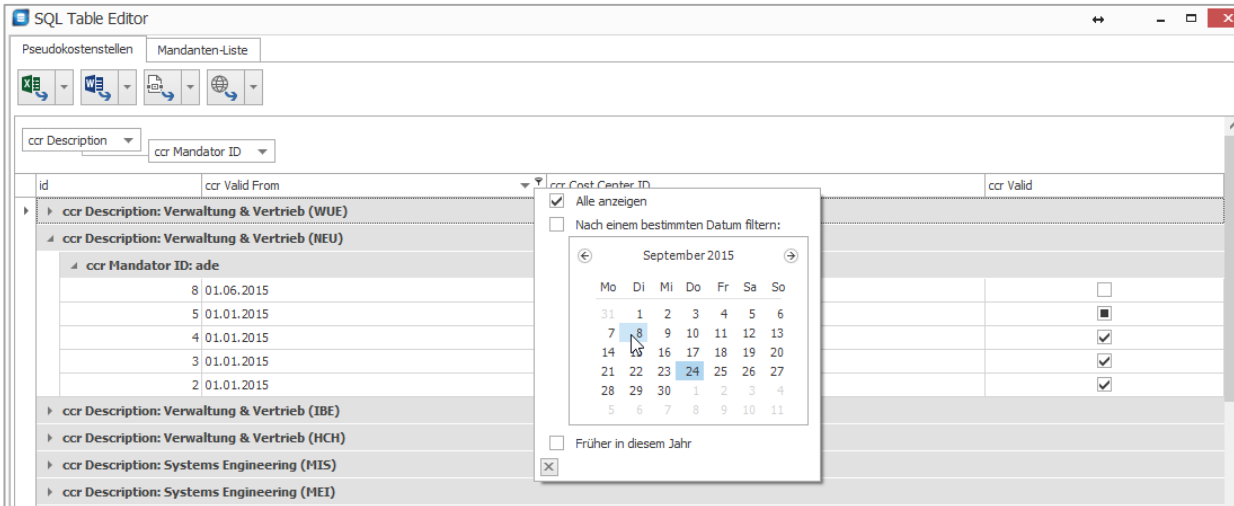 SQL Table Editor
Pseudokostenstellen Mandanten-Liste
ccr Description
ccr Mandator ID
id ccr Valid From ccr Cost Center ID ccr Valid
ccr Description: Verwaltung & Vertrieb (WUE)
ccr Description: Verwaltung & Vertrieb (NEU)
ccr Mandator ID: ade
8 01.06.2015
5 01.01.2015
4 01.01.2015
3 01.01.2015
2 01.01.2015
ccr Description: Verwaltung & Vertrieb (IBE)
ccr Description: Verwaltung & Vertrieb (HCH)
ccr Description: Systems Engineering (MIS)
ccr Description: Systems Engineering (MEI)
Alle anzeigen
Nach einem bestimmten Datum filtern:
September 2015
Mo Di Mi Do Fr Sa So
31 1 2 3 4 5 6
7 8 9 10 11 12 13
14 15 16 17 18 19 20
21 22 23 24 25 26 27
28 29 30 1 2 3 4
5 6 7 8 9 10 11
Früher in diesem Jahr